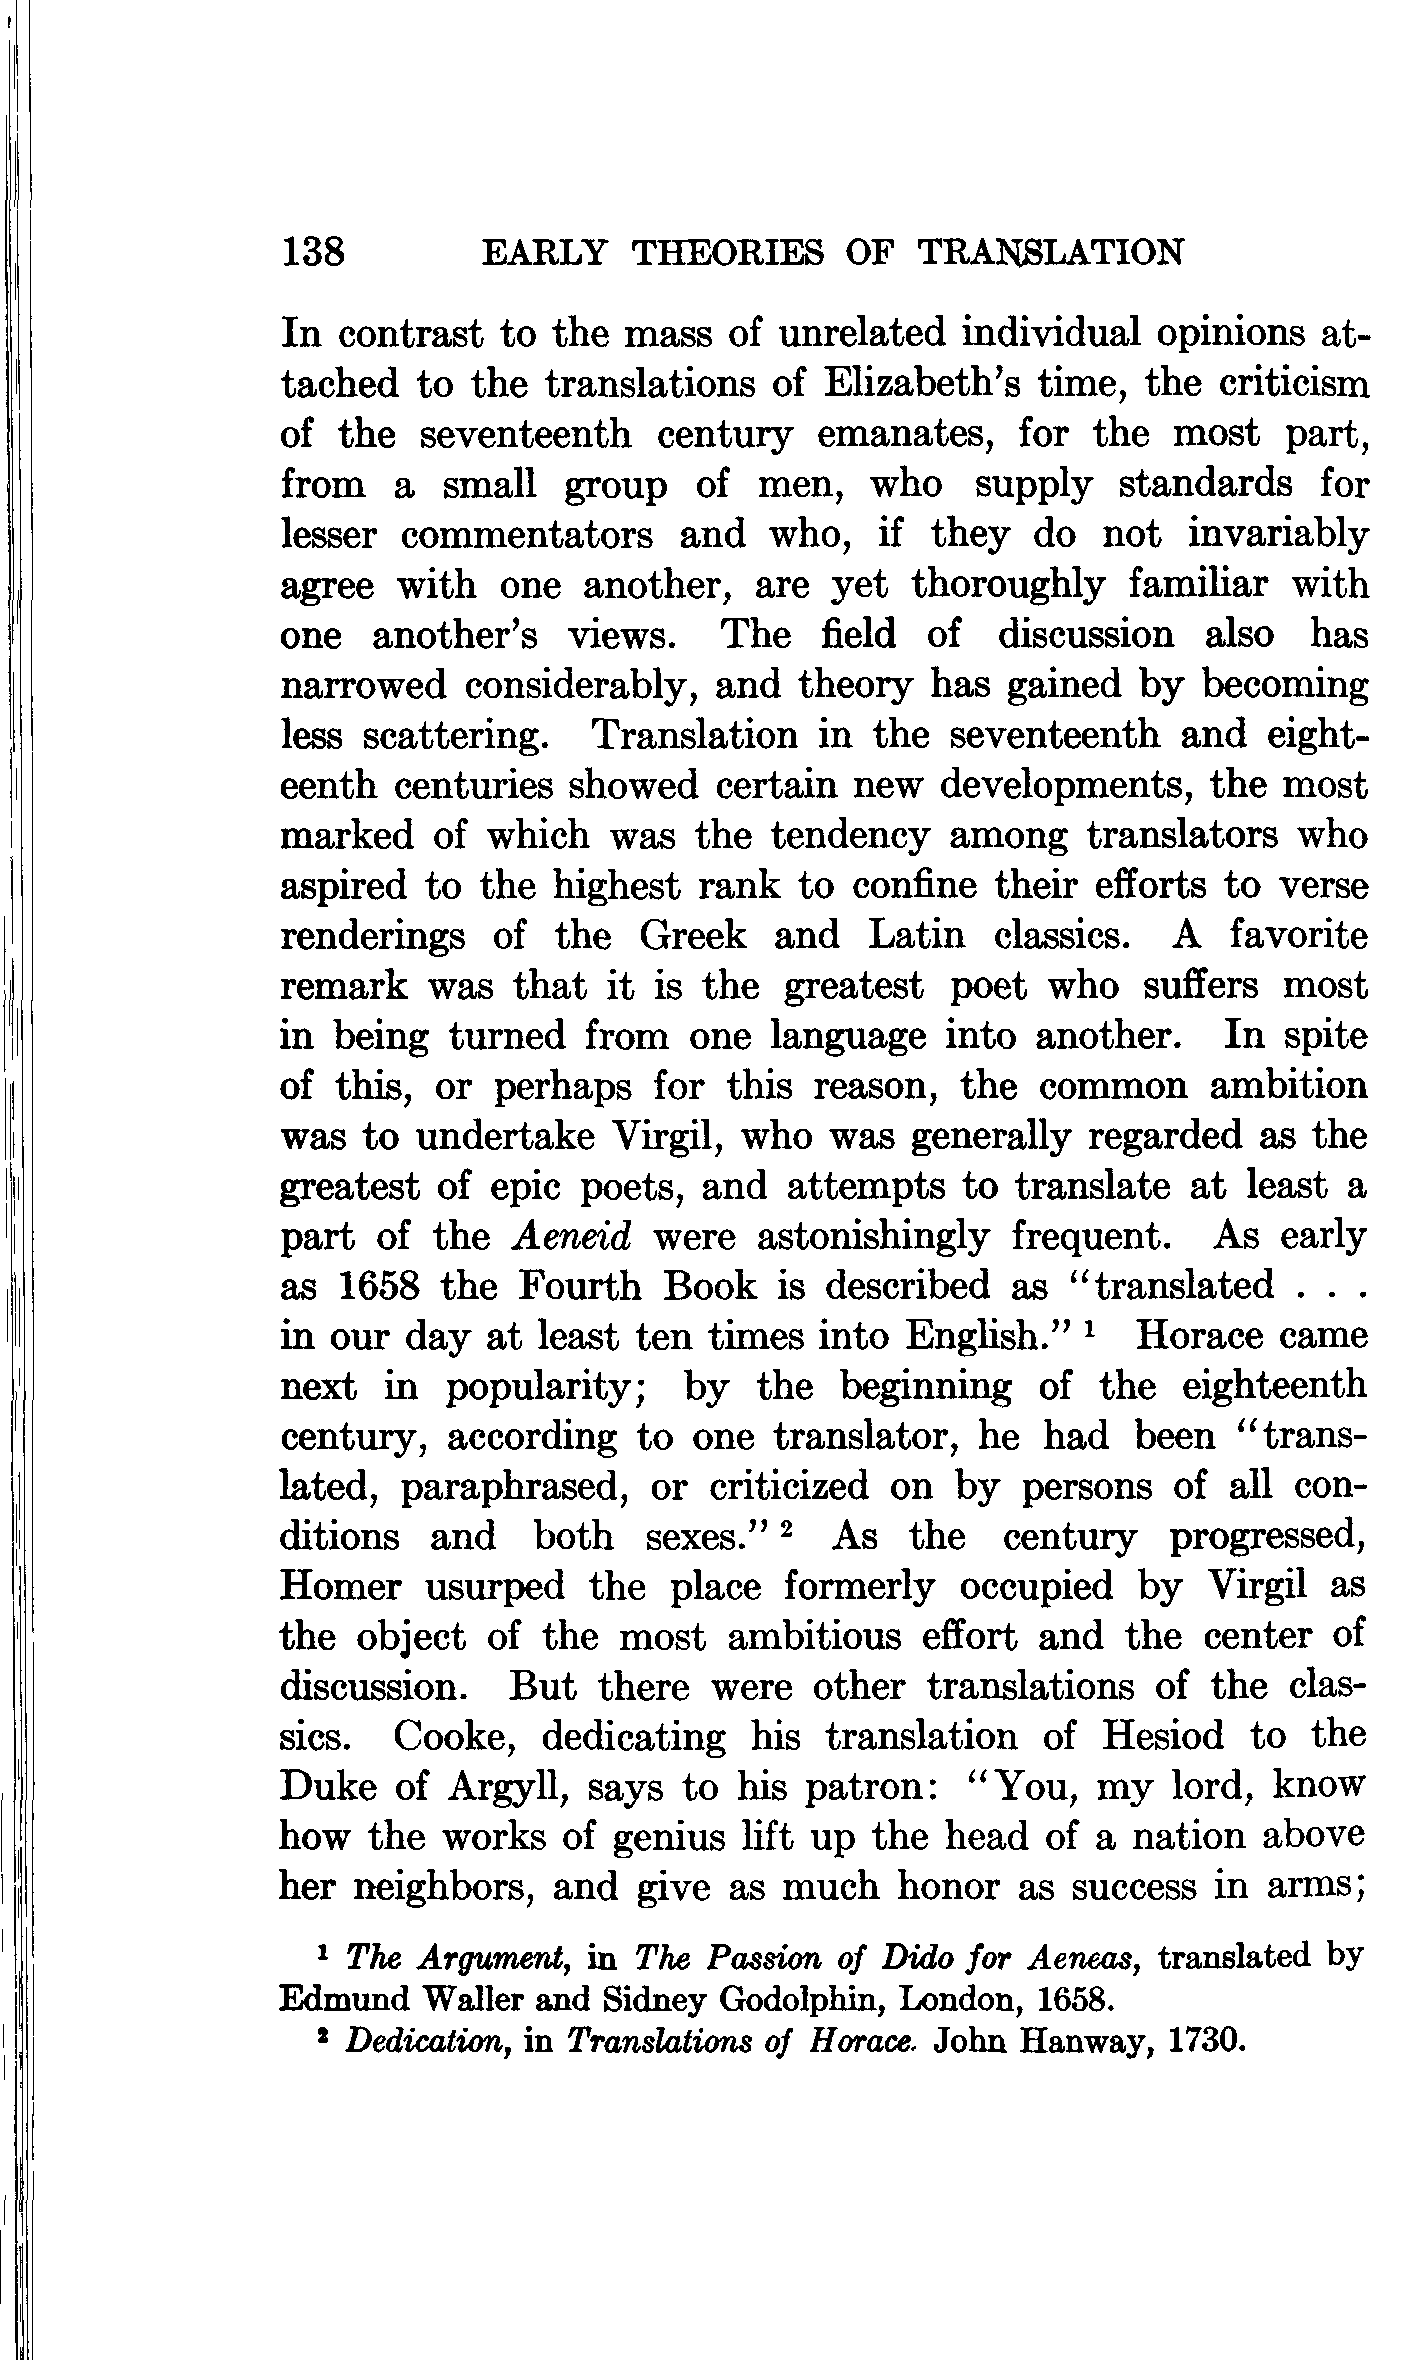 138 EARLY THEORIES OF TRANSLATION
In contrast to the mass of unrelated individual opinions at-
tached to the translations of Elizabeth's time, the criticism
of the seventeenth century emanates, for the most part,
from a small group of men, who supply standards for
lesser commentators and who, if they do not invariably
agree with one another, are yet thoroughly familiar with
one another's views. The field of discussion also has
narrowed considerably, and theory has gained by becoming
less scattering. Translation in the seventeenth and eight-
eenth centuries showed certain new developments, the most
marked of which was the tendency among translators who
aspired to the highest rank to confine their efforts to verse
renderings of the Greek and Latin classics. A favorite
remark was that it is the greatest poet who suffers most
in being turned from one language into another. In spite
of this, or perhaps for this reason, the common ambition
was to undertake Virgil, who was generally regarded as the
greatest of epic poets, and attempts to translate at least a
part of the Aeneid were astonishingly frequent. As early
as 1658 the Fourth Book is described as "translated . . .
in our day at least ten times into English." ¹ Horace came
next in popularity; by the beginning of the eighteenth
century, according to one translator, he had been "trans-
lated, paraphrased, or criticized on by persons of all con-
ditions and both sexes." ² As the century progressed,
Homer usurped the place formerly occupied by Virgil as
the object of the most ambitious effort and the center of
discussion. But there were other translations of the clas-
sics. Cooke, dedicating his translation of Hesiod to the
Duke of Argyll, says to his patron: "You, my lord, know
how the works of genius lift up the head of a nation above
her neighbors, and give as much honor as success in arms;
¹ The Argument, in The Passion of Dido for Aeneas, translated by
Edmund Waller and Sidney Godolphin, London, 1658.
² Dedication, in Translations of Horace. John Hanway, 1730.